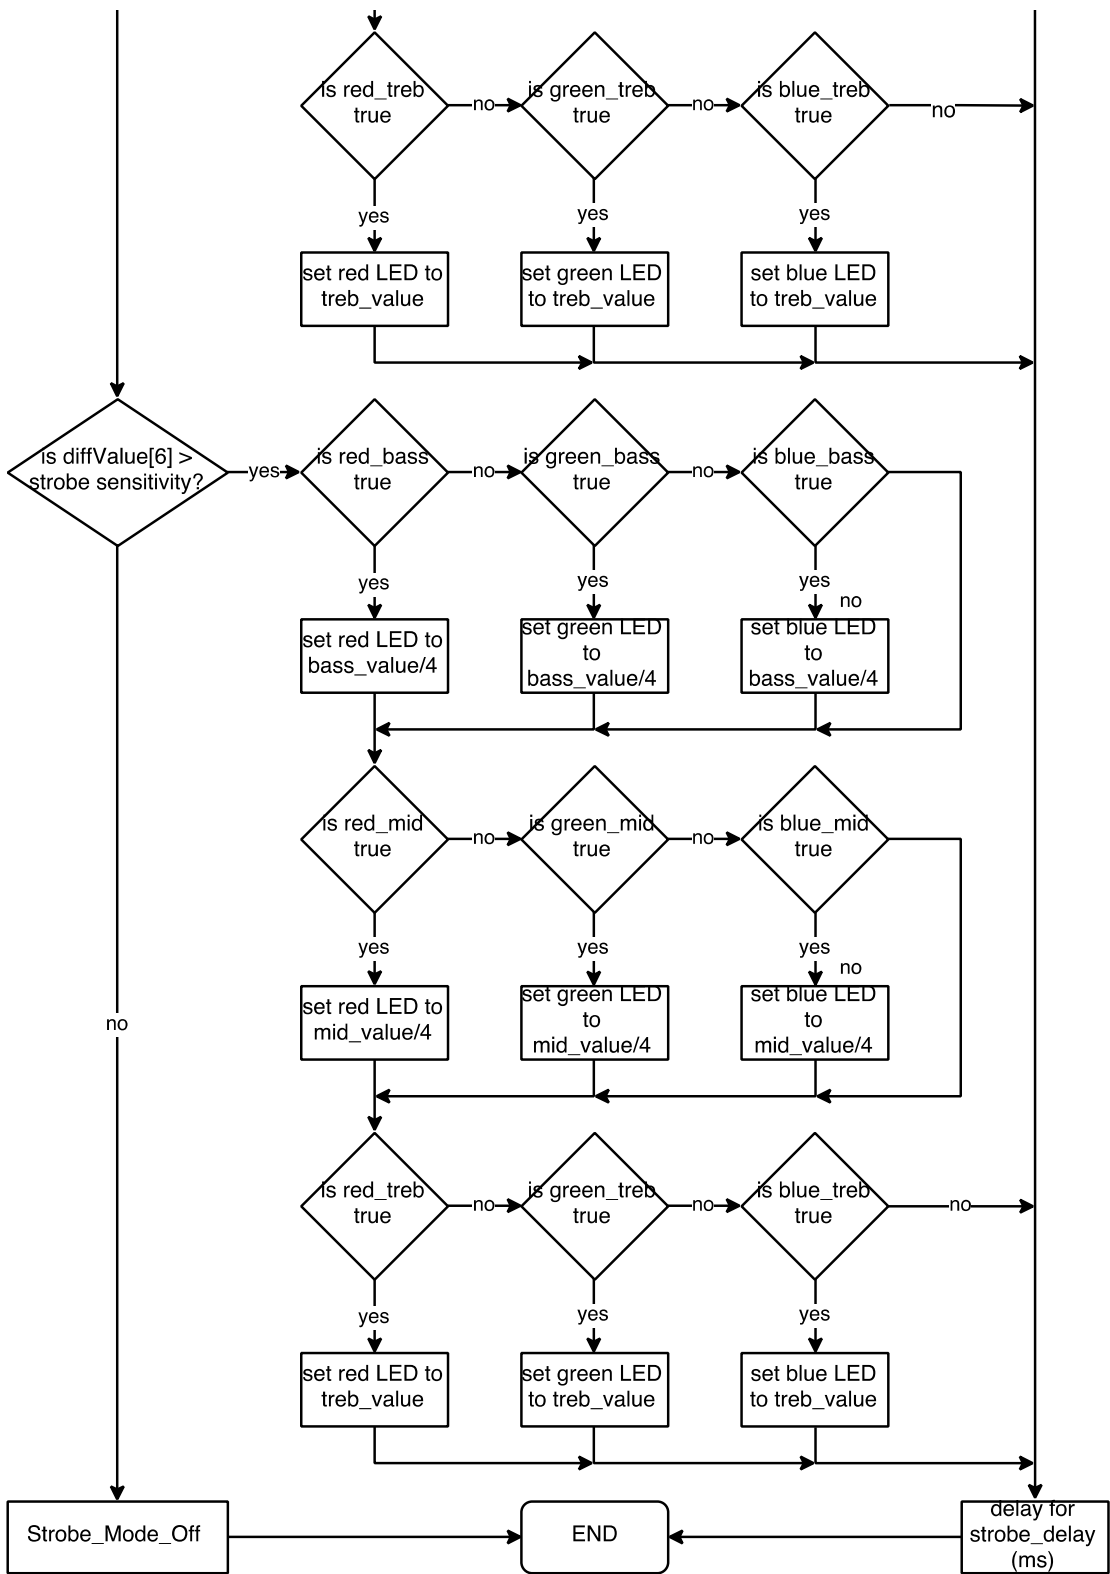 is red_treb
true
no
is green_treb
true
no
is blue_treb
true
no
yes
yes
yes
set red LED to
treb_value
set green LED
to treb_value
set blue LED
to treb_value
is diffValue[6] >
strobe sensitivity?
yes
is red_bass
true
no
is green_bass
true
no
is blue_bass
true
yes
yes
yes
no
set red LED to
bass_value/4
set green LED
to
bass_value/4
set blue LED
to
bass_value/4
is red_mid
true
no
is green_mid
true
no
is blue_mid
true
yes
yes
yes
no
set red LED to
mid_value/4
set green LED
to
mid_value/4
set blue LED
to
mid_value/4
no
is red_treb
true
no
is green_treb
true
no
is blue_treb
true
no
yes
yes
yes
set red LED to
treb_value
set green LED
to treb_value
set blue LED
to treb_value
Strobe_Mode_Off
END
delay for
strobe_delay
(ms)